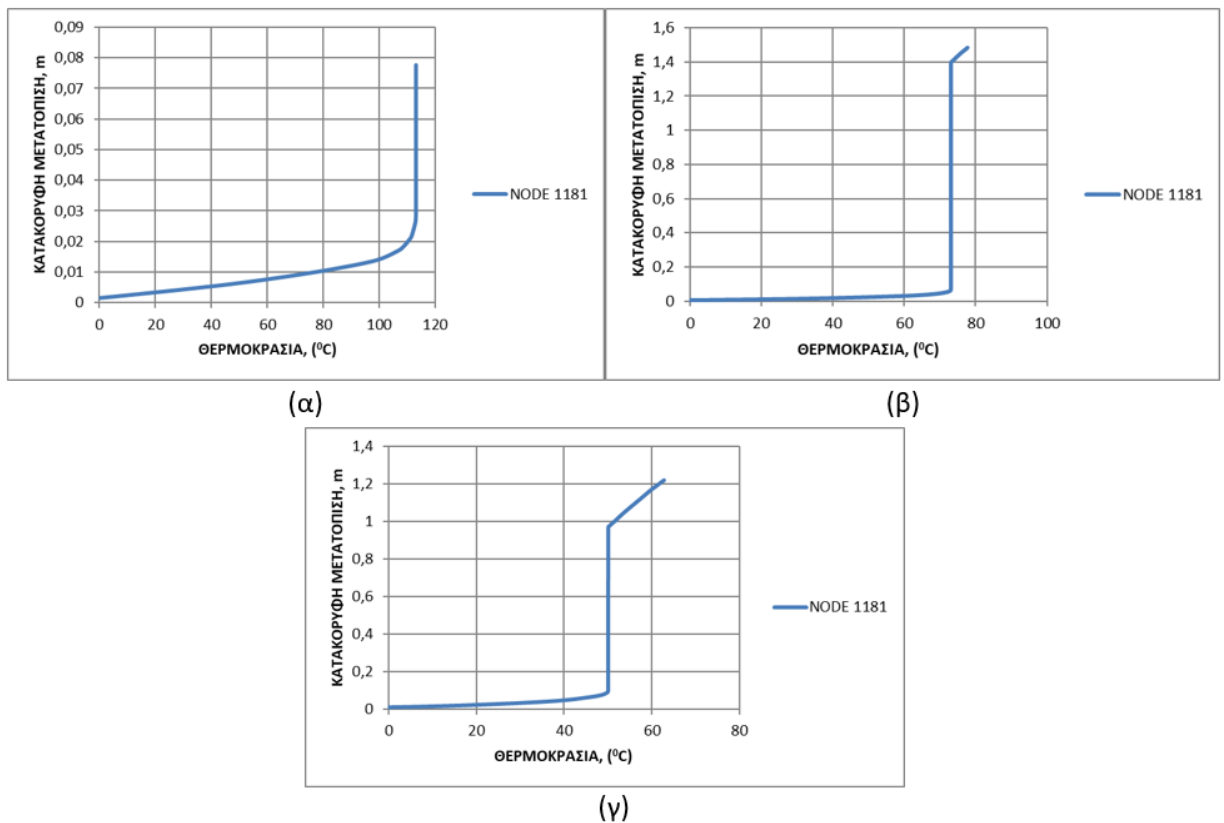 0,09
0,08
0,07
0,06
0,05
0,04
0,03
0,02
0,01
0
ΚΑΤΑΚΟΡΥΦΗ ΜΕΤΑΤΟΠΙΣΗ, m
0 20 40 60 80 100 120
ΘΕΡΜΟΚΡΑΣΙΑ, (⁰C)
NODE 1181
(α)
1,6
1,4
1,2
1
0,8
0,6
0,4
0,2
0
ΚΑΤΑΚΟΡΥΦΗ ΜΕΤΑΤΟΠΙΣΗ, m
0 20 40 60 80 100
ΘΕΡΜΟΚΡΑΣΙΑ, (⁰C)
NODE 1181
(β)
1,4
1,2
1
0,8
0,6
0,4
0,2
0
ΚΑΤΑΚΟΡΥΦΗ ΜΕΤΑΤΟΠΙΣΗ, m
0 20 40 60 80
ΘΕΡΜΟΚΡΑΣΙΑ, (⁰C)
NODE 1181
(γ)